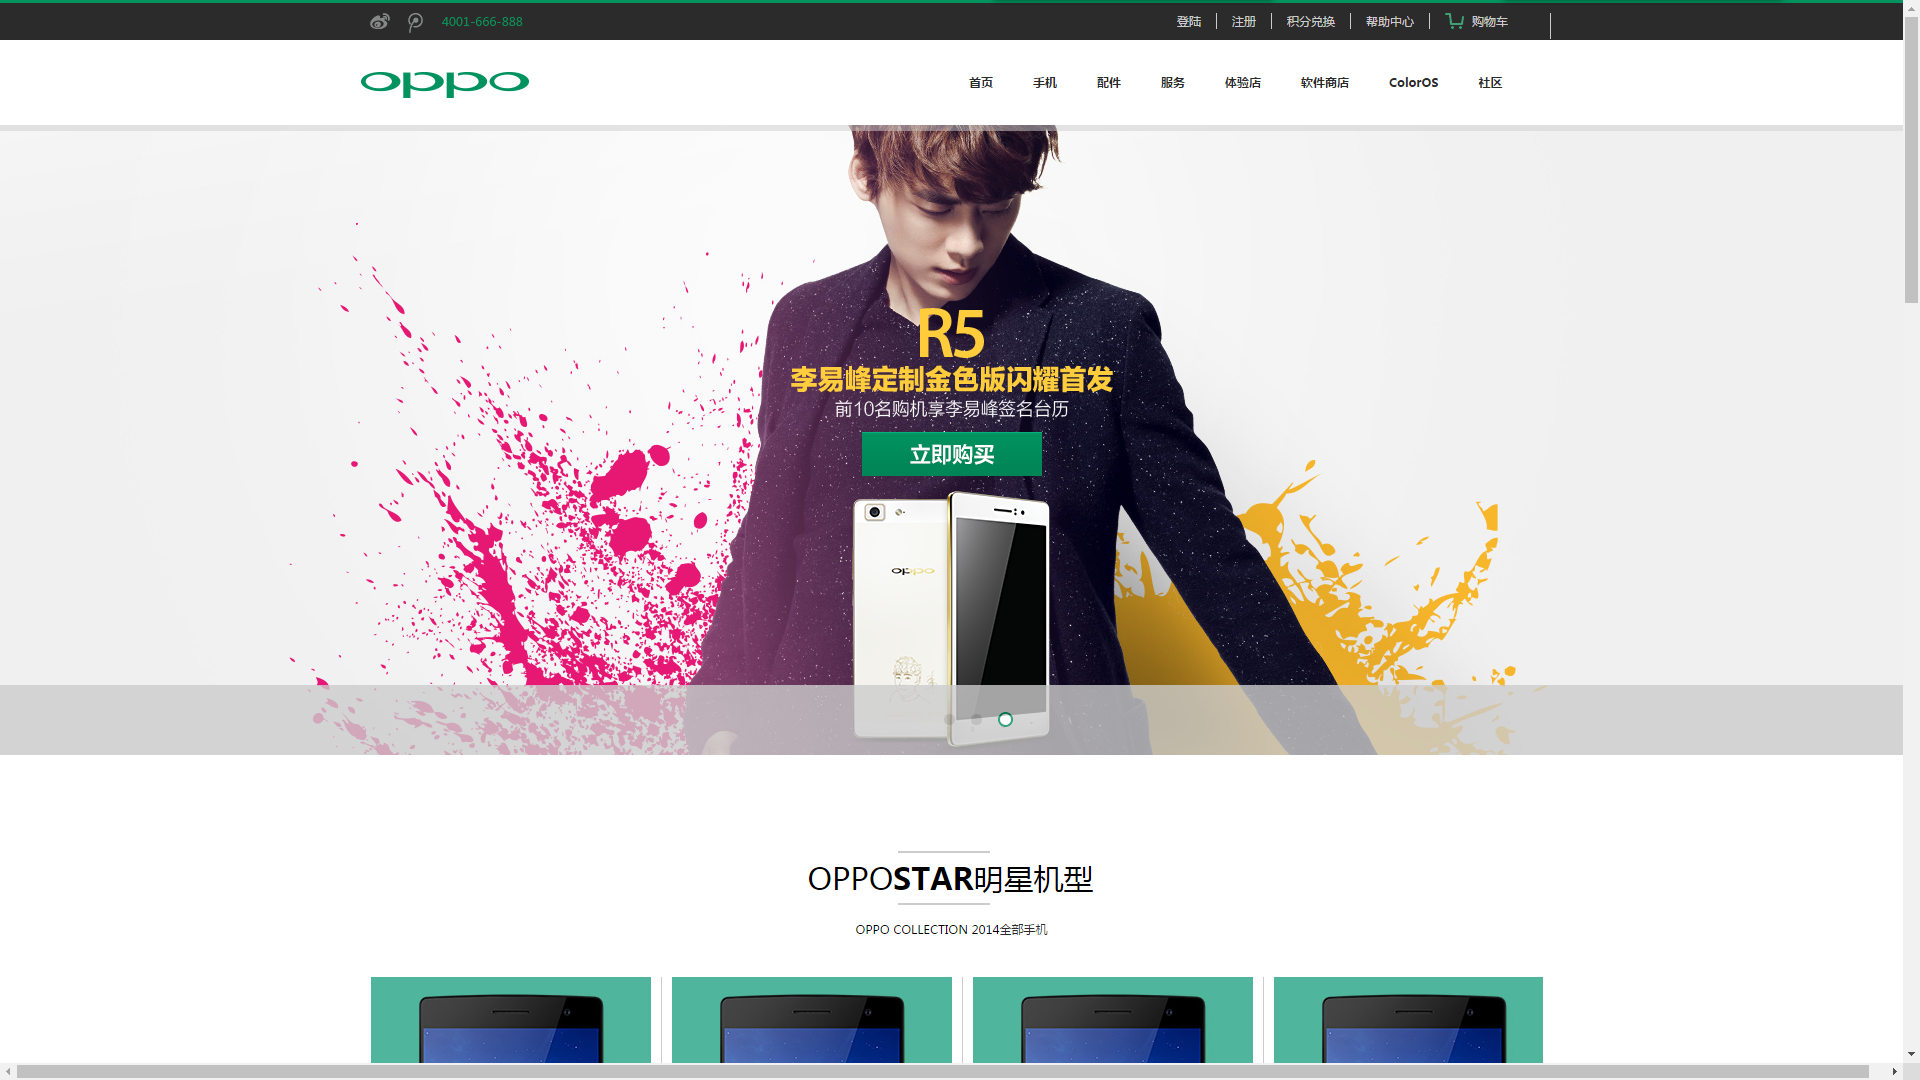 4001-666-888
登陆
注册
积分兑换
帮助中心
购物车
oppo
首页
手机
配件
服务
体验店
软件商店
ColorOS
社区
R5
李易峰定制金色版闪耀首发
前10名购机享李易峰签名台历
立即购买
oppo
OPPOSTAR明星机型
OPPO COLLECTION 2014全部手机